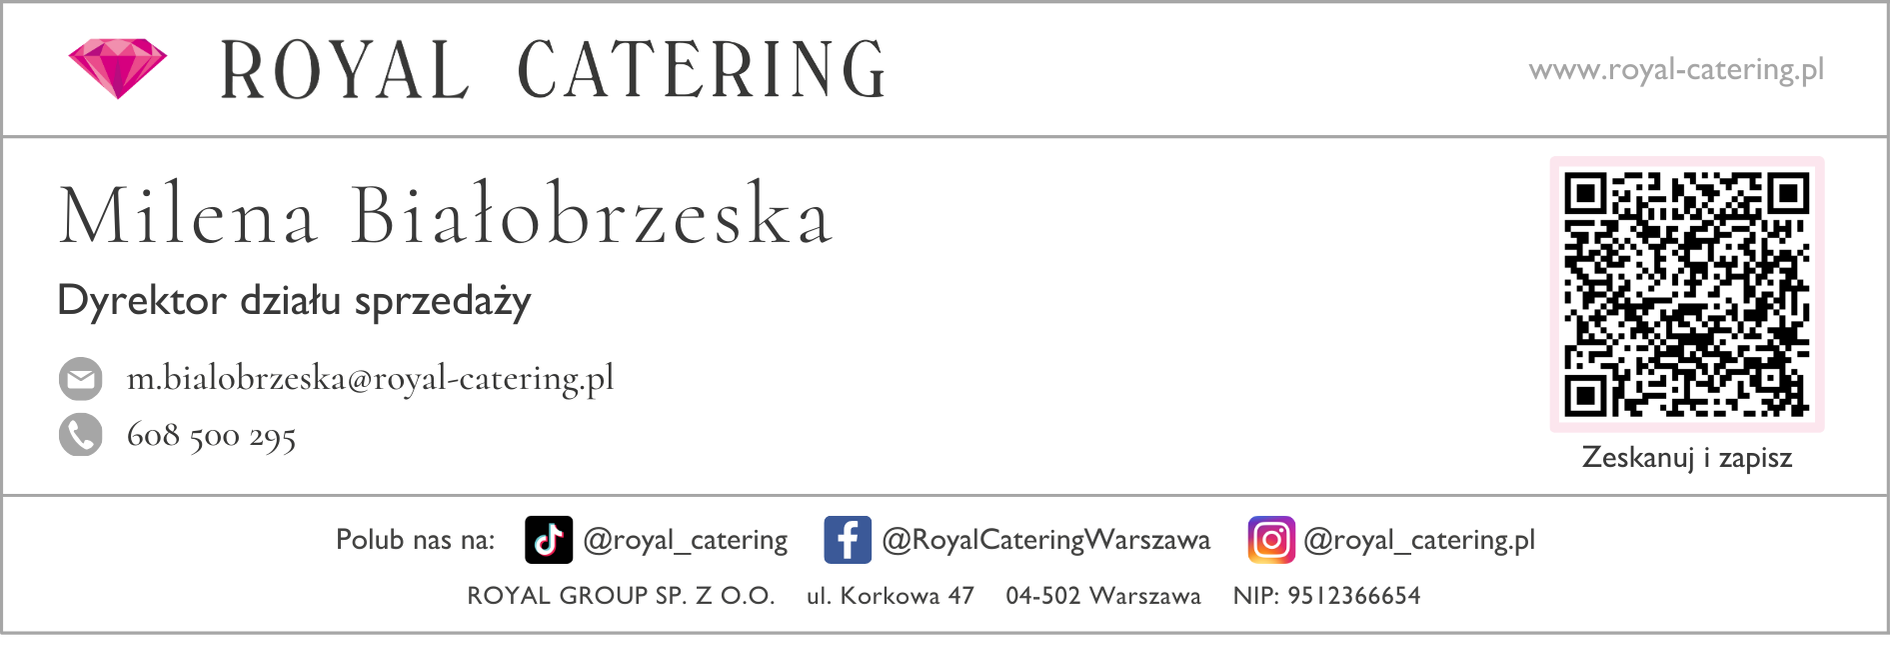 ROYAL CATERING
www.royal-catering.pl
Milena Białobrzeska
Dyrektor działu sprzedaży
m.bialobrzeska@royal-catering.pl
608 500 295
Zeskanuj i zapisz
Polub nas na: @royal_catering @RoyalCateringWarszawa @royal_catering.pl
ROYAL GROUP SP. Z O.O. ul. Korkowa 47 04-502 Warszawa NIP: 9512366654